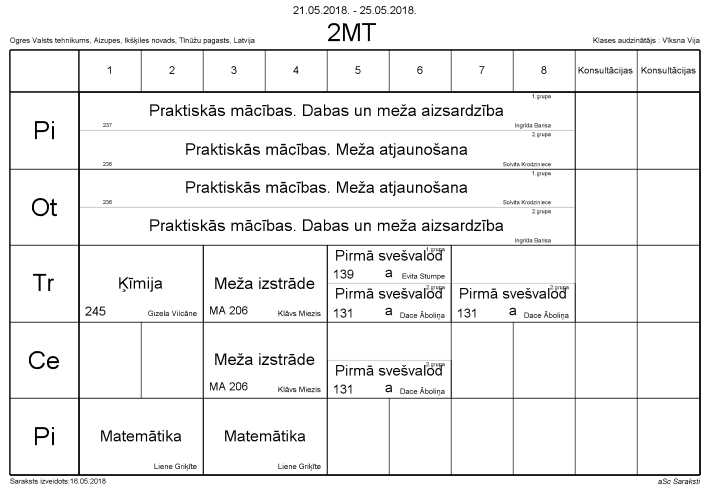 21.05.2018. - 25.05.2018.
Ogres Valsts tehnikums, Aizupes, Ikšķiles novads, Tīnūžu pagasts, Latvija
2MT
Klases audzinātājs : Vīksna Vija
1 2 3 4 5 6 7 8 Konsultācijas Konsultācijas
Pi
1.grupa
Praktiskās mācības. Dabas un meža aizsardzība
237 Ingrīda Barisa
2.grupa
Praktiskās mācības. Meža atjaunošana
236 Solvita Krodziniece
Ot
1.grupa
Praktiskās mācības. Meža atjaunošana
236 Solvita Krodziniece
2.grupa
Praktiskās mācības. Dabas un meža aizsardzība
Ingrīda Barisa
Tr
Ķīmija
245 Gizela Vilcāne
Meža izstrāde
MA 206 Klāvs Miezis
1.grupa
Pirmā svešvalod
139 a Evita Stumpe
2.grupa
Pirmā svešvalod
131 a Dace Āboliņa
2.grupa
Pirmā svešvalod
131 a Dace Āboliņa
Ce
Meža izstrāde
MA 206 Klāvs Miezis
2.grupa
Pirmā svešvalod
131 a Dace Āboliņa
Pi
Matemātika
Liene Griķīte
Matemātika
Liene Griķīte
Saraksts izveidots:16.05.2018
aSc Saraksti